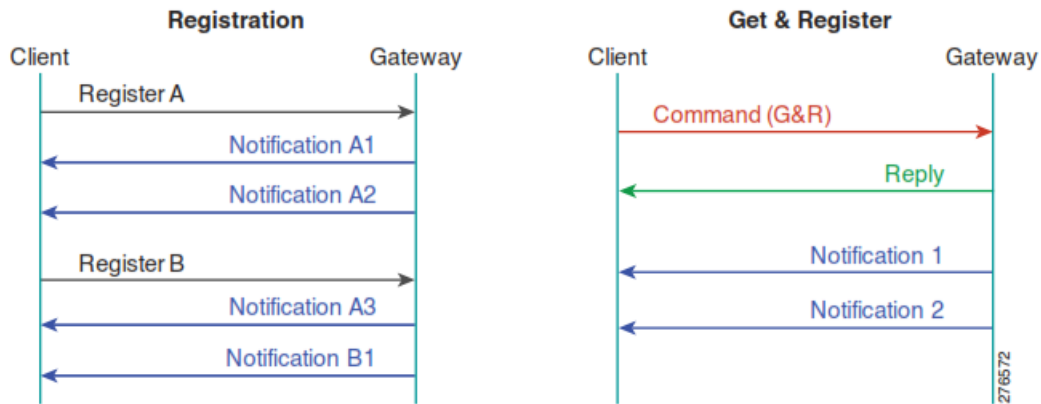 Registration
Client
Gateway
Register A
Notification A1
Notification A2
Register B
Notification A3
Notification B1
Get & Register
Client
Gateway
Command (G&R)
Reply
Notification 1
Notification 2
276572